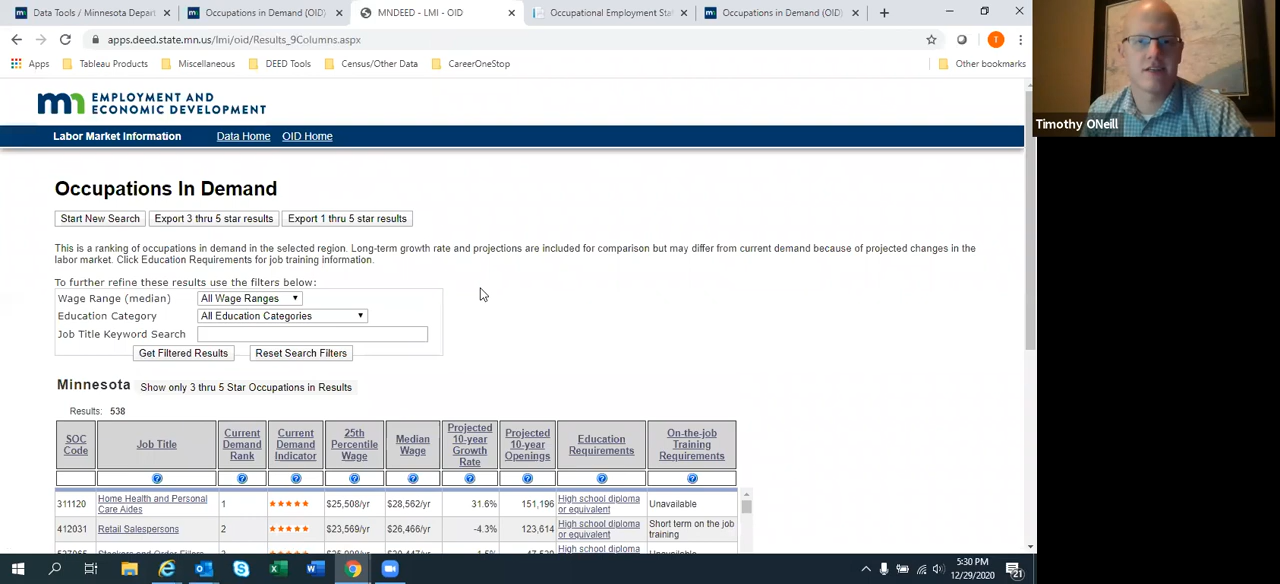 Data Tools / Minnesota Depart
Occupations in Demand (OID)
MNDEED - LMI - OID
Occupational Employment Sta
Occupations in Demand (OID)
apps.deed.state.mn.us/lmi/oid/Results_9Columns.aspx
Apps
Tableau Products
Miscellaneous
DEED Tools
Census/Other Data
CareerOneStop
Other bookmarks
Timothy ONeill
mn EMPLOYMENT AND
ECONOMIC DEVELOPMENT
Labor Market Information
Data Home
OID Home
Occupations In Demand
Start New Search
Export 3 thru 5 star results
Export 1 thru 5 star results
This is a ranking of occupations in demand in the selected region. Long-term growth rate and projections are included for comparison but may differ from current demand because of projected changes in the
labor market. Click Education Requirements for job training information.
To further refine these results use the filters below:
Wage Range (median)
All Wage Ranges
Education Category
All Education Categories
Job Title Keyword Search
Get Filtered Results
Reset Search Filters
Minnesota
Show only 3 thru 5 Star Occupations in Results
Results: 538
SOC Code
Job Title
Current Demand Rank
Current Demand Indicator
25th Percentile Wage
Median Wage
Projected 10-year Growth Rate
Projected 10-year Openings
Education Requirements
On-the-job Training Requirements
311120
Home Health and Personal Care Aides
1
$25,508/yr
$28,562/yr
31.6%
151,196
High school diploma or equivalent
Unavailable
412031
Retail Salespersons
2
$23,569/yr
$26,466/yr
-4.3%
123,614
High school diploma or equivalent
Short term on the job training
High school diploma
5:30 PM
12/29/2020
21